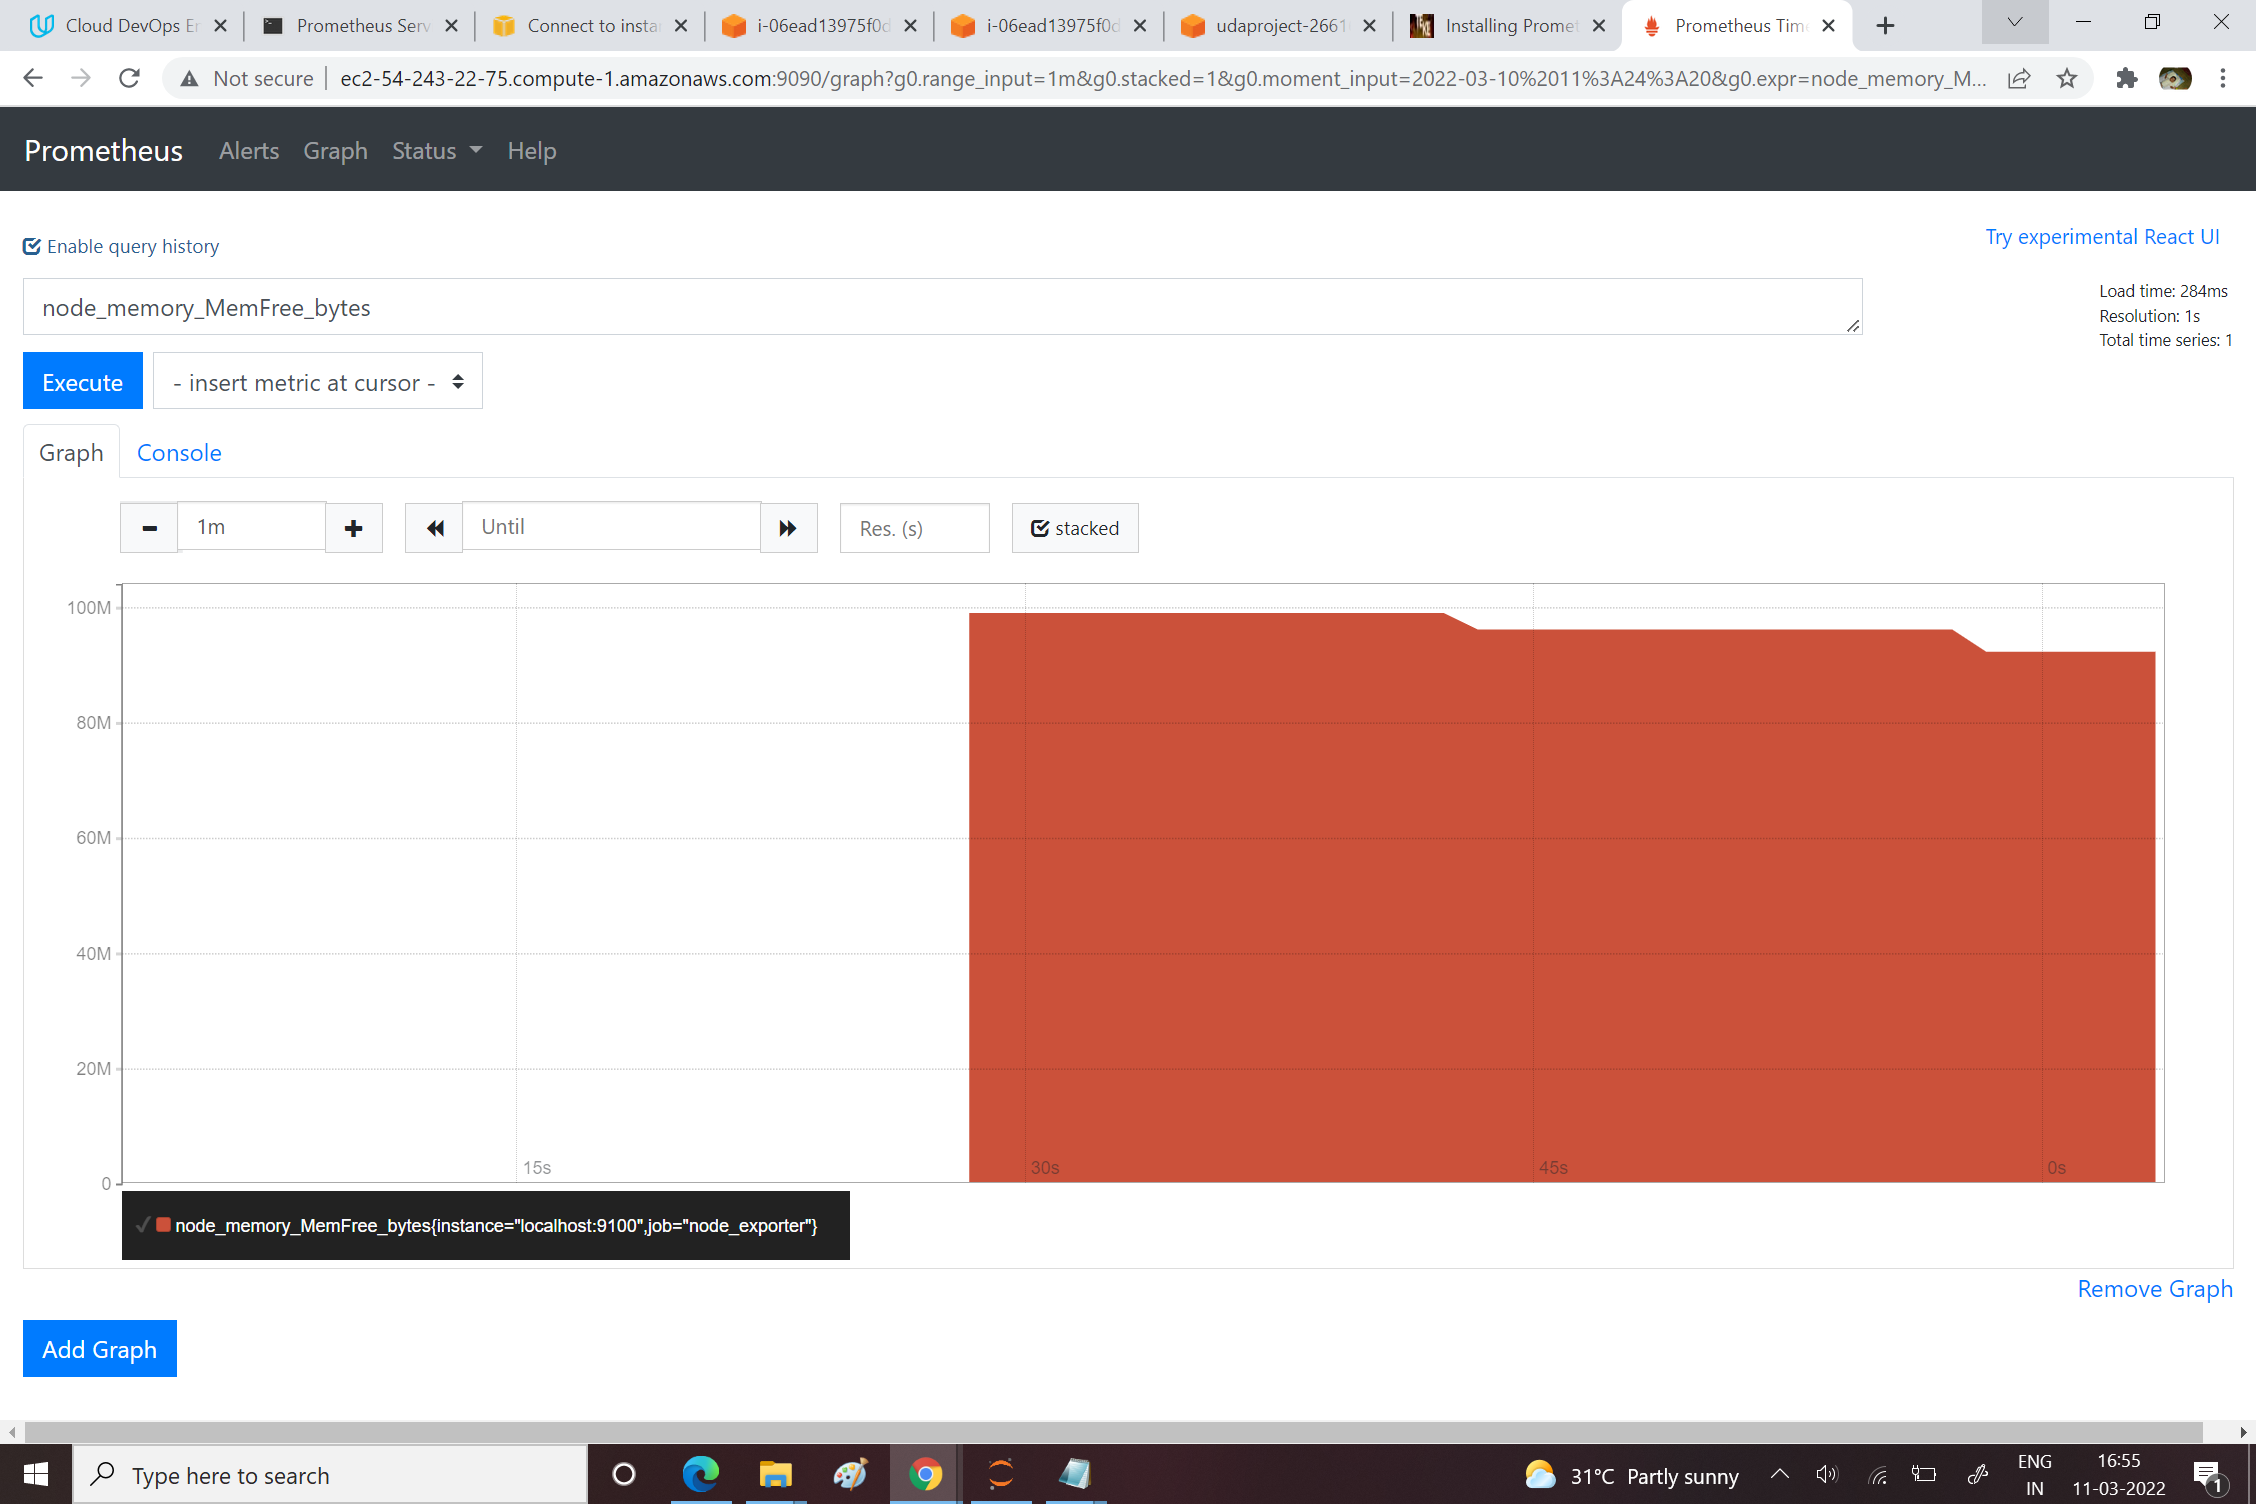 Cloud DevOps Er
Prometheus Serv
Connect to insta
i-06ead13975f0d
i-06ead13975f0d
udaproject-2661
Installing Promet
Prometheus Time
Not secure
ec2-54-243-22-75.compute-1.amazonaws.com:9090/graph?g0.range_input=1m&g0.stacked=1&g0.moment_input=2022-03-10%2011%3A24%3A20&g0.expr=node_memory_M...
Prometheus Alerts Graph Status Help
Enable query history
Try experimental React UI
node_memory_MemFree_bytes
Load time: 284ms
Resolution: 1s
Total time series: 1
Execute
- insert metric at cursor -
Graph Console
1m
Until
Res. (s)
stacked
100M
80M
60M
40M
20M
0
15s 30s 45s 0s
node_memory_MemFree_bytes{instance="localhost:9100",job="node_exporter"}
Remove Graph
Add Graph
Type here to search
31°C Partly sunny
ENG
IN
16:55
11-03-2022
1